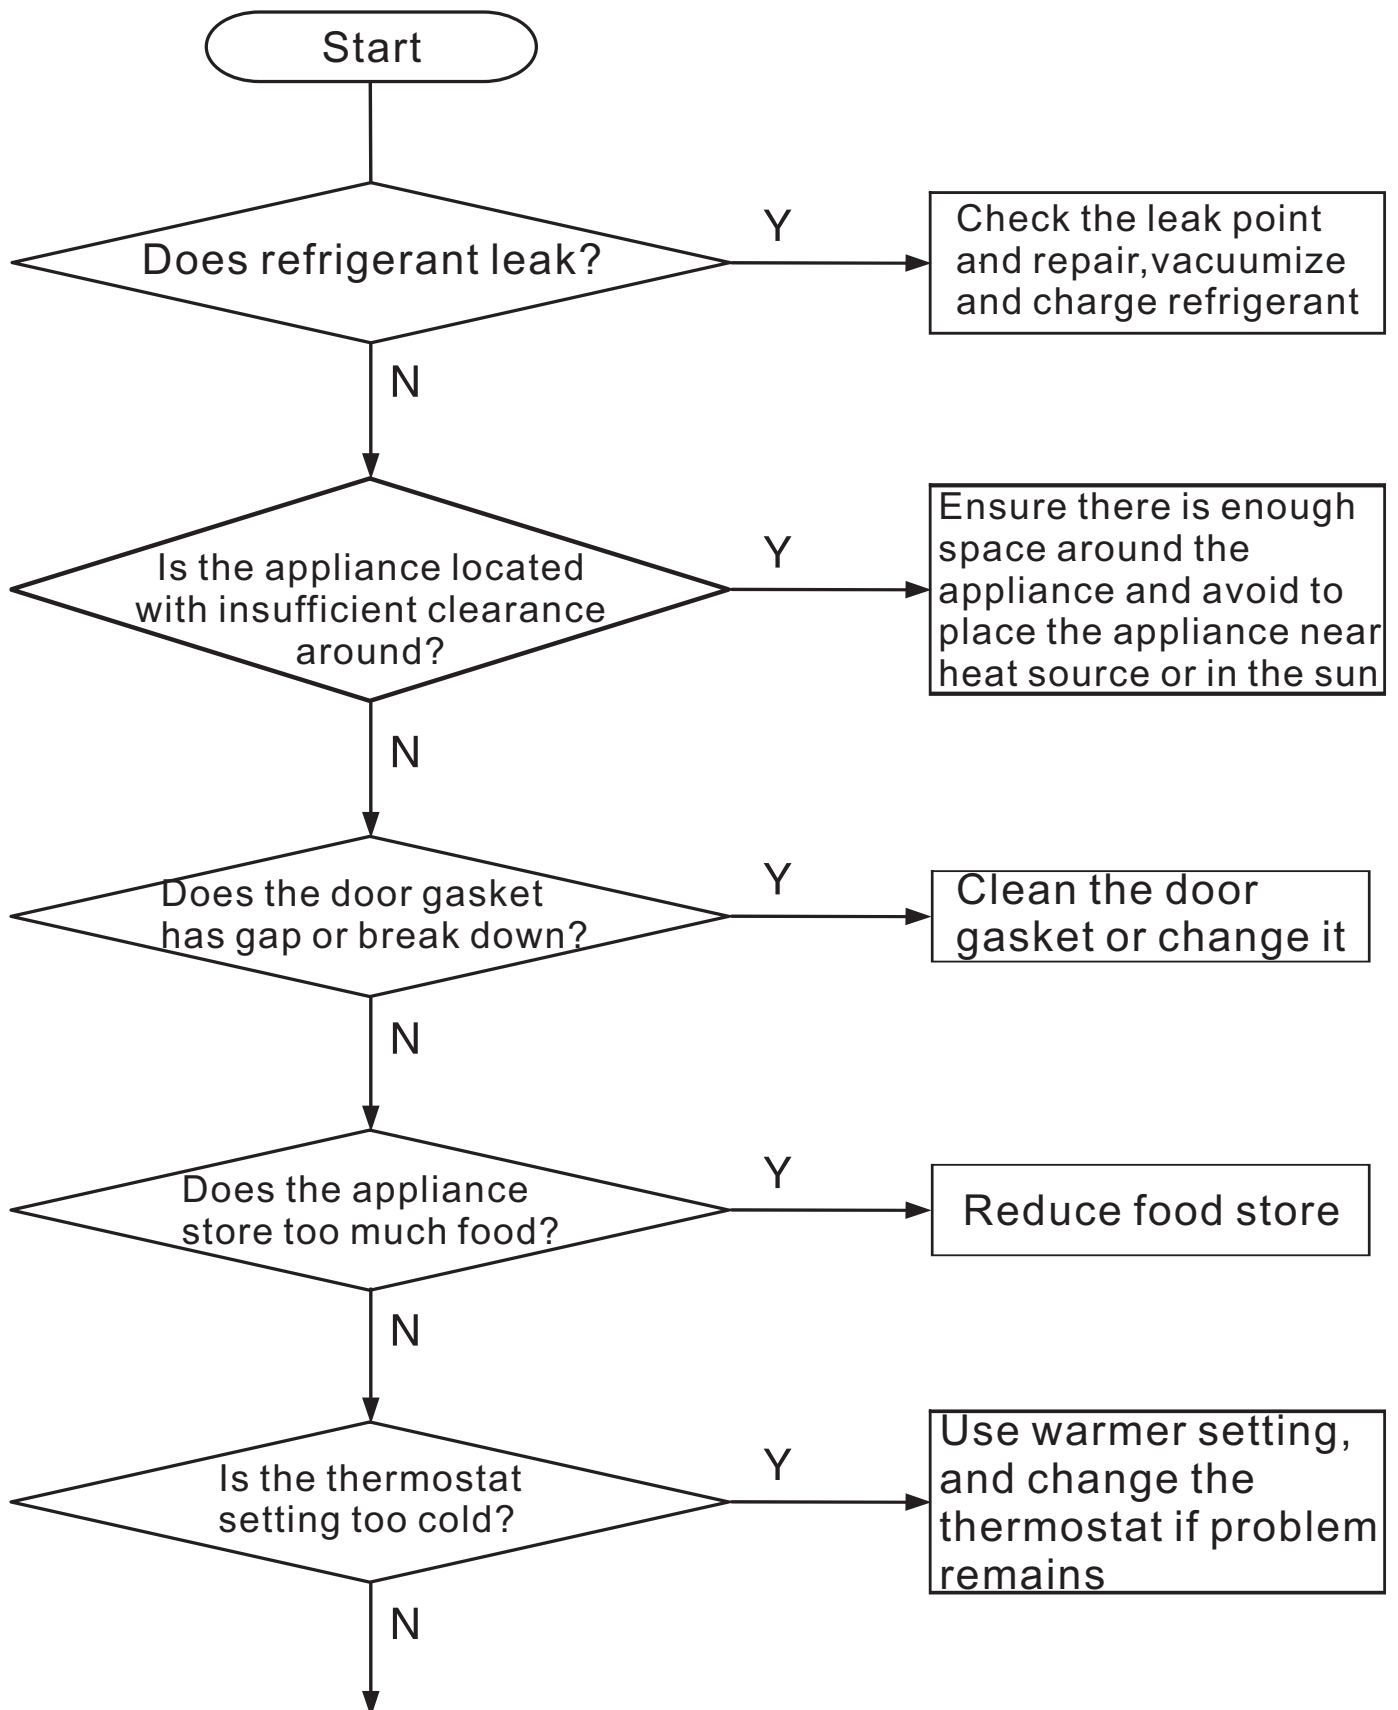 Start
Does refrigerant leak?
Y
Check the leak point
and repair,vacuumize
and charge refrigerant
N
Is the appliance located
with insufficient clearance
around?
Y
Ensure there is enough
space around the
appliance and avoid to
place the appliance near
heat source or in the sun
N
Does the door gasket
has gap or break down?
Y
Clean the door
gasket or change it
N
Does the appliance
store too much food?
Y
Reduce food store
N
Is the thermostat
setting too cold?
Y
Use warmer setting,
and change the
thermostat if problem
remains
N